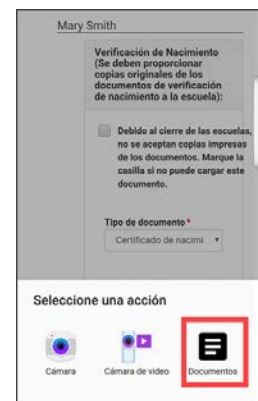 Mary Smith
Verificación de Nacimiento
(Se deben proporcionar
copias originales de los
documentos de verificación
de nacimiento a la escuela):
Debido al cierre de las escuelas,
no se aceptan copias impresas
de los documentos. Marque la
casilla si no puede cargar este
documento.
Tipo de documento *
Certificado de nacimi
Seleccione una acción
Cámara
Cámara de video
Documentos